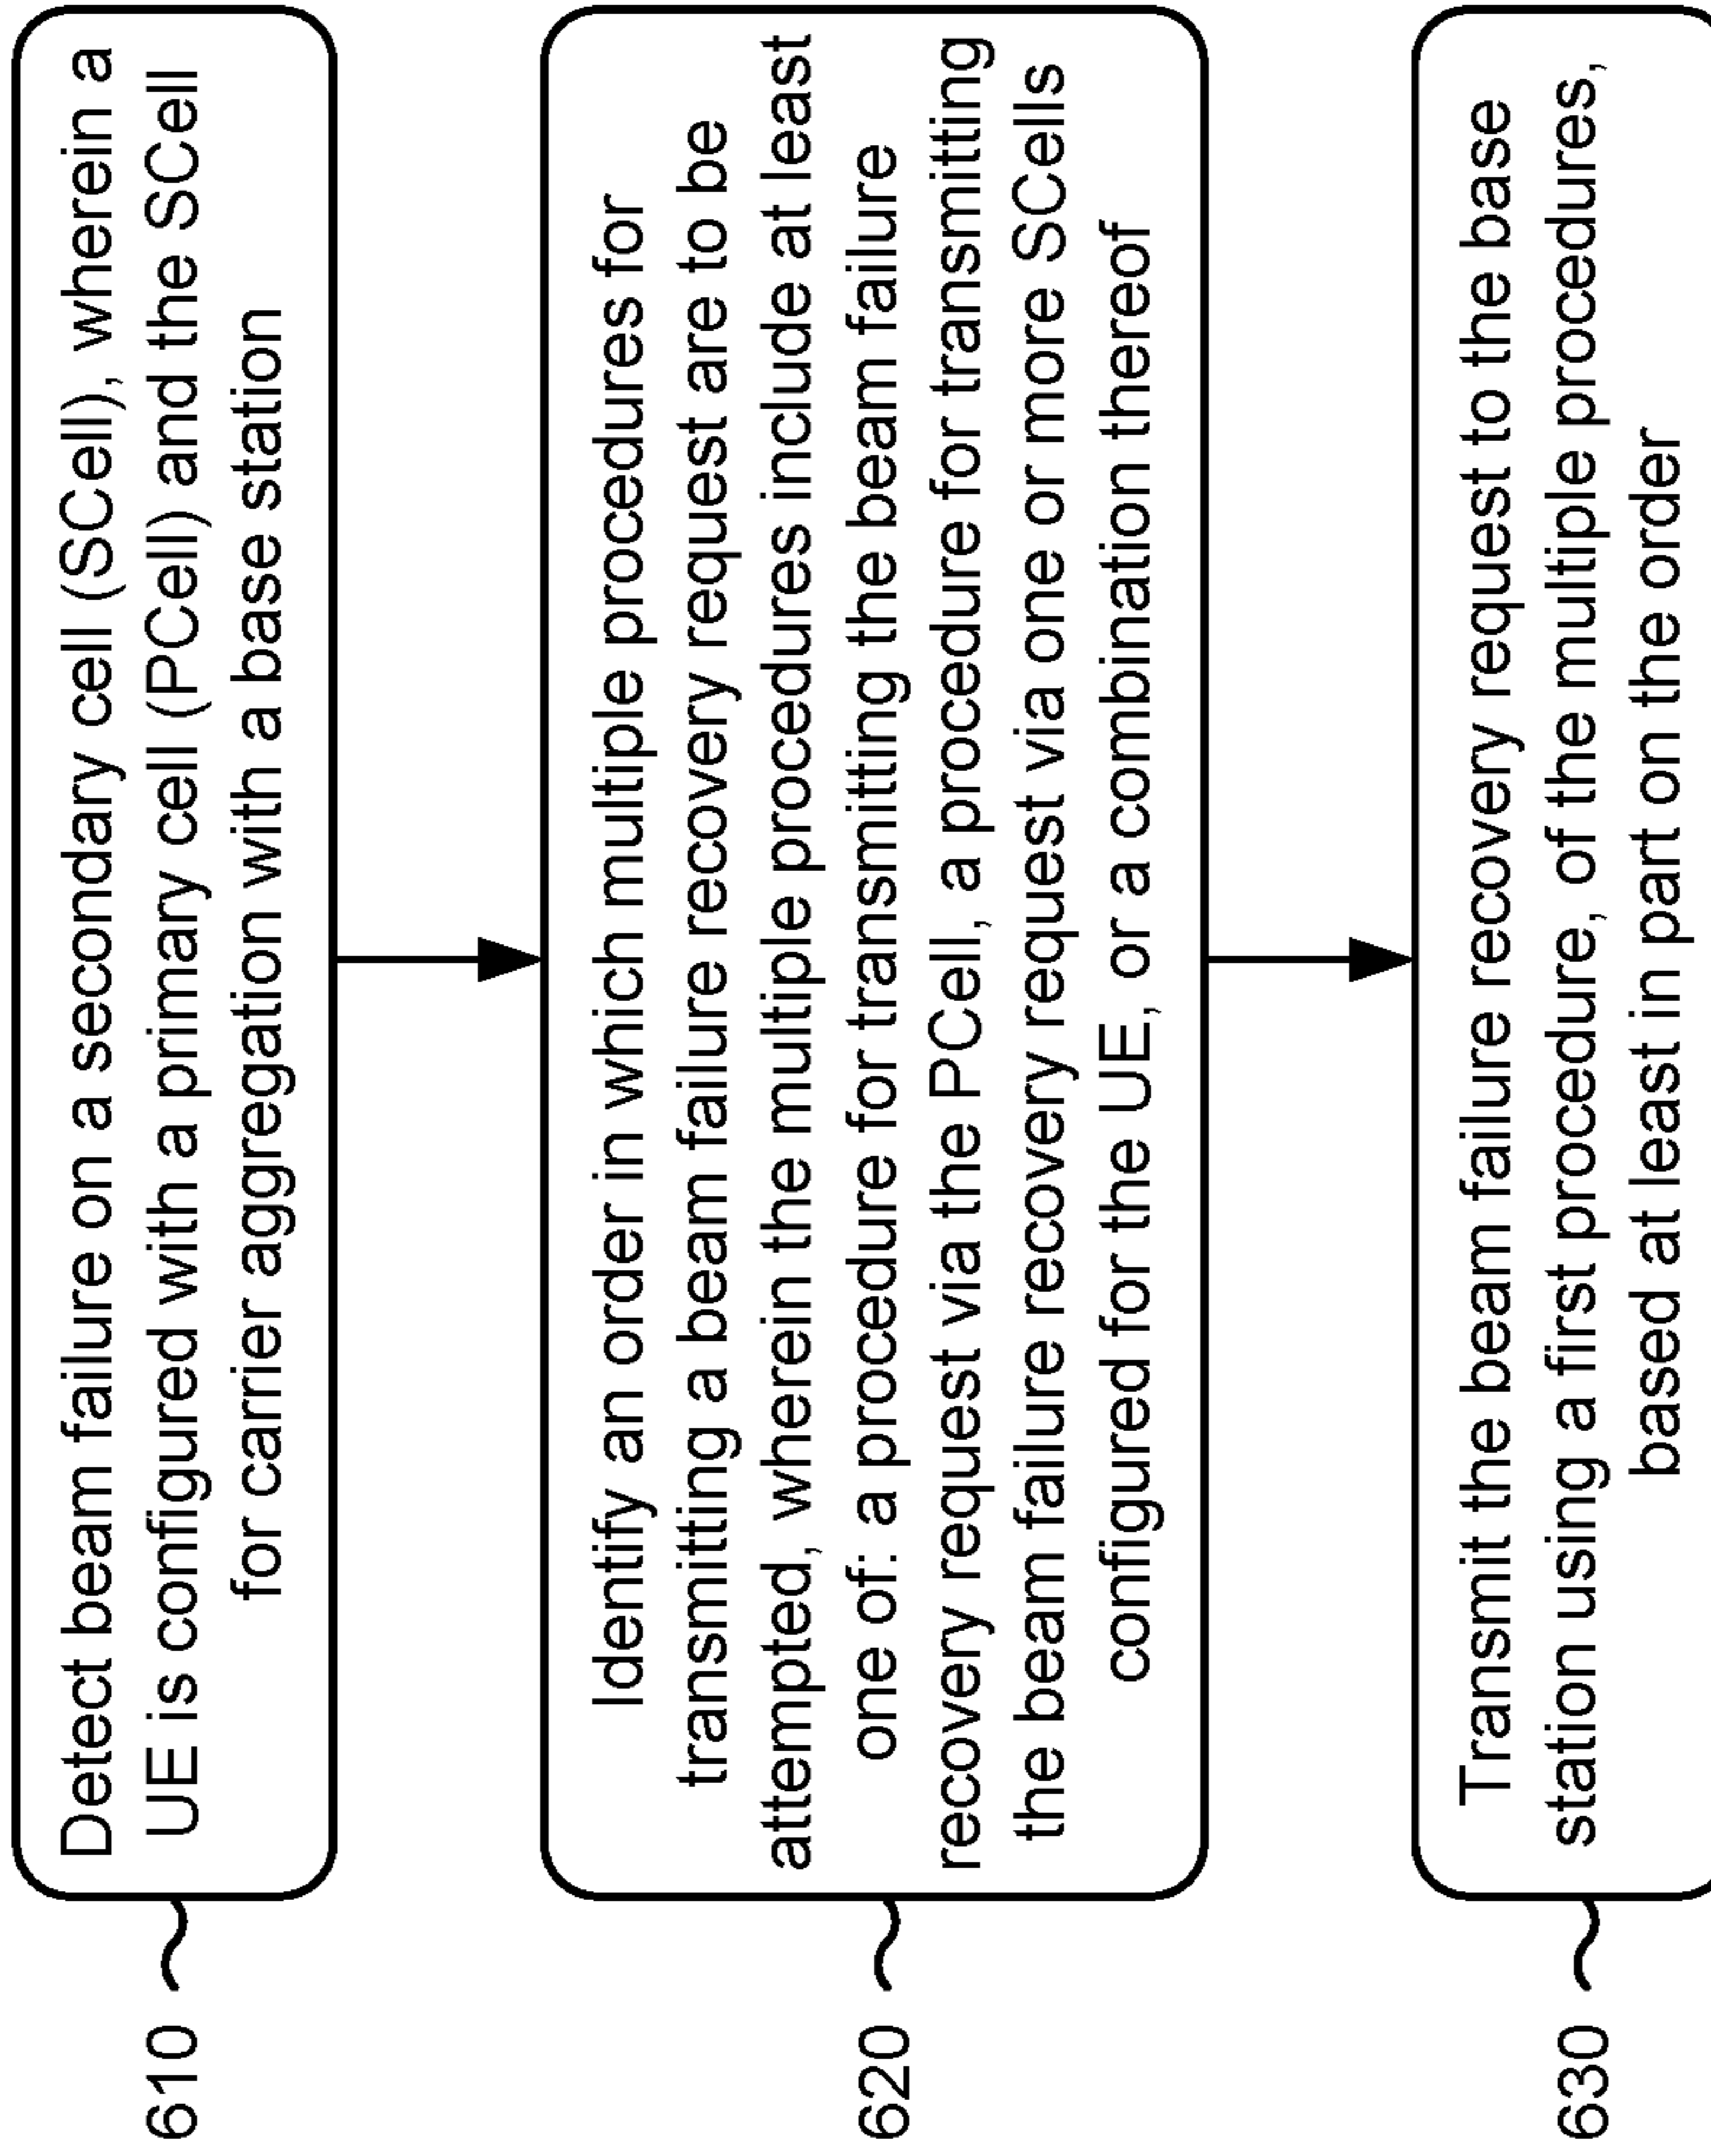 610
Detect beam failure on a secondary cell (SCell), wherein a
UE is configured with a primary cell (PCell) and the SCell
for carrier aggregation with a base station
620
Identify an order in which multiple procedures for
transmitting a beam failure recovery request are to be
attempted, wherein the multiple procedures include at least
one of: a procedure for transmitting the beam failure
recovery request via the PCell, a procedure for transmitting
the beam failure recovery request via one or more SCells
configured for the UE, or a combination thereof
630
Transmit the beam failure recovery request to the base
station using a first procedure, of the multiple procedures,
based at least in part on the order